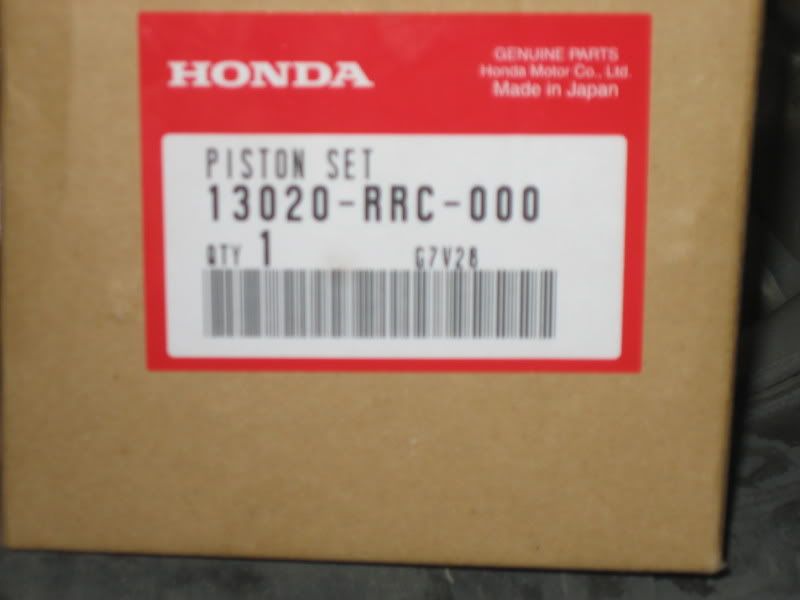 HONDA
GENUINE PARTS
Honda Motor Co., Ltd.
Made in Japan
PISTON SET
13020-RRC-000
QTY 1 G7V28